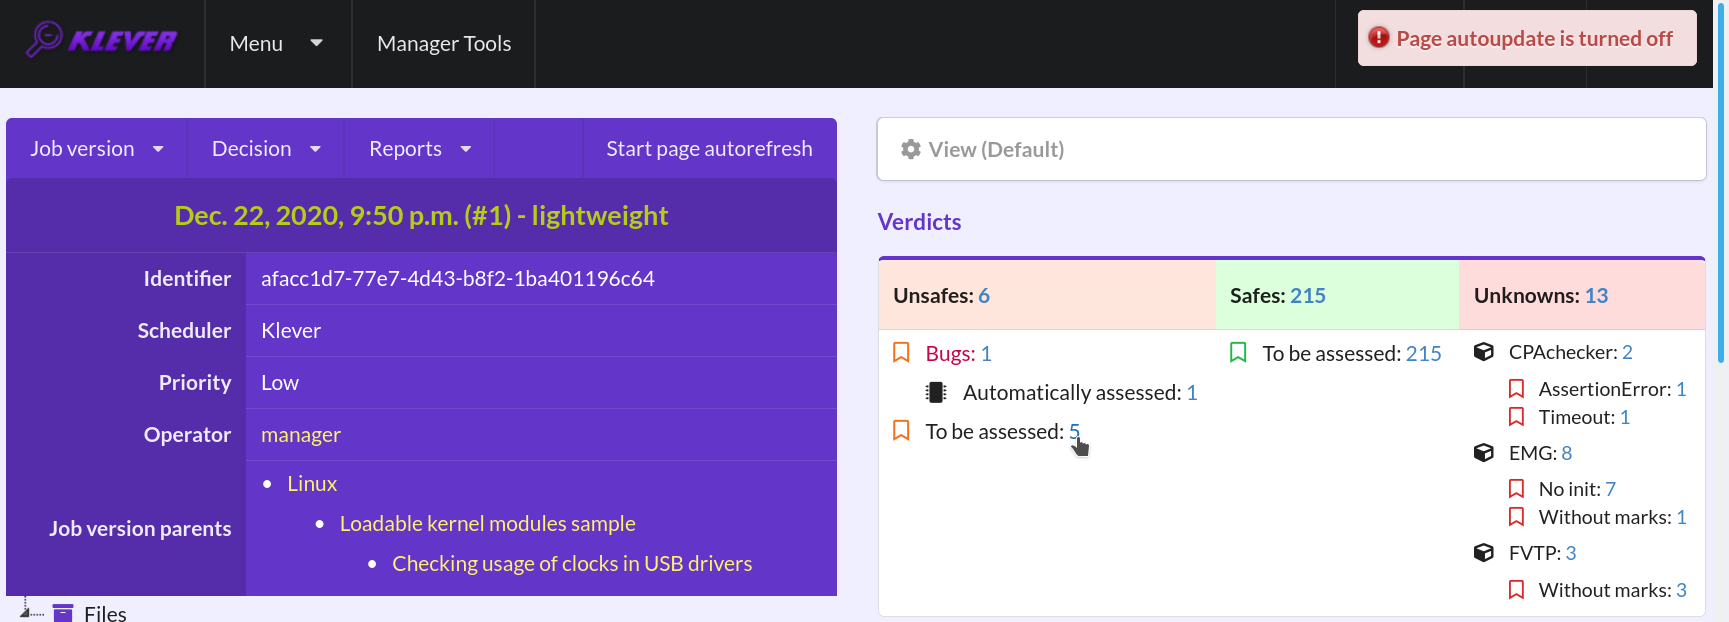 KLEVER
Menu
Manager Tools
Page autoupdate is turned off
Job version
Decision
Reports
Start page autorefresh
Dec. 22, 2020, 9:50 p.m. (#1) - lightweight
Identifier afacc1d7-77e7-4d43-b8f2-1ba401196c64
Scheduler Klever
Priority Low
Operator manager
Job version parents
Linux
Loadable kernel modules sample
Checking usage of clocks in USB drivers
Files
View (Default)
Verdicts
Unsafes: 6
Bugs: 1
Automatically assessed: 1
To be assessed: 5
Safes: 215
To be assessed: 215
Unknowns: 13
CPAchecker: 2
AssertionError: 1
Timeout: 1
EMG: 8
No init: 7
Without marks: 1
FVTP: 3
Without marks: 3